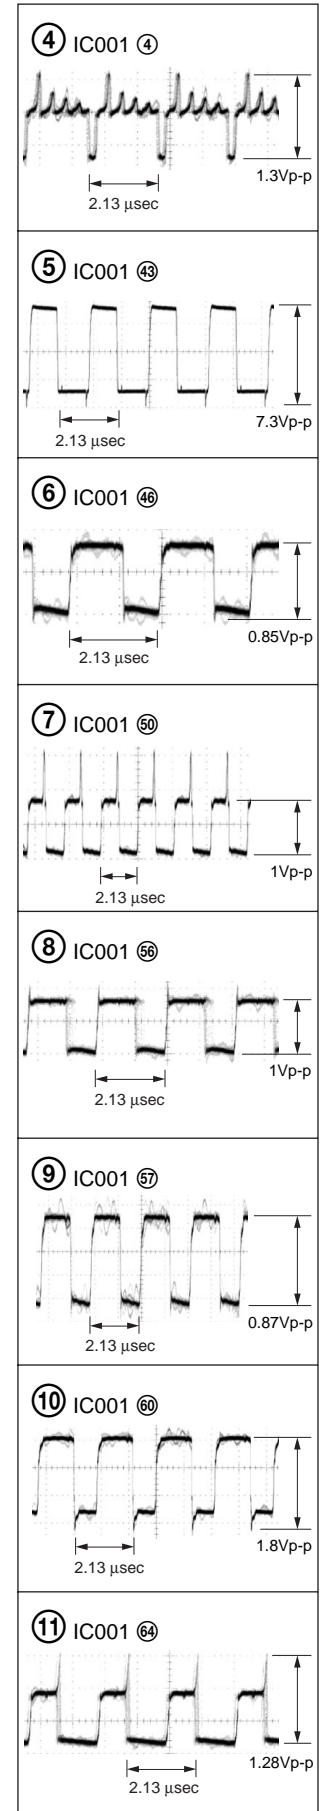 ④ IC001 ④
1.3Vp-p
2.13 μsec
⑤ IC001 ㊸
7.3Vp-p
2.13 μsec
⑥ IC001 ㊻
0.85Vp-p
2.13 μsec
⑦ IC001 ㊿
1Vp-p
2.13 μsec
⑧ IC001 56
1Vp-p
2.13 μsec
⑨ IC001 57
0.87Vp-p
2.13 μsec
⑩ IC001 60
1.8Vp-p
2.13 μsec
⑪ IC001 64
1.28Vp-p
2.13 μsec